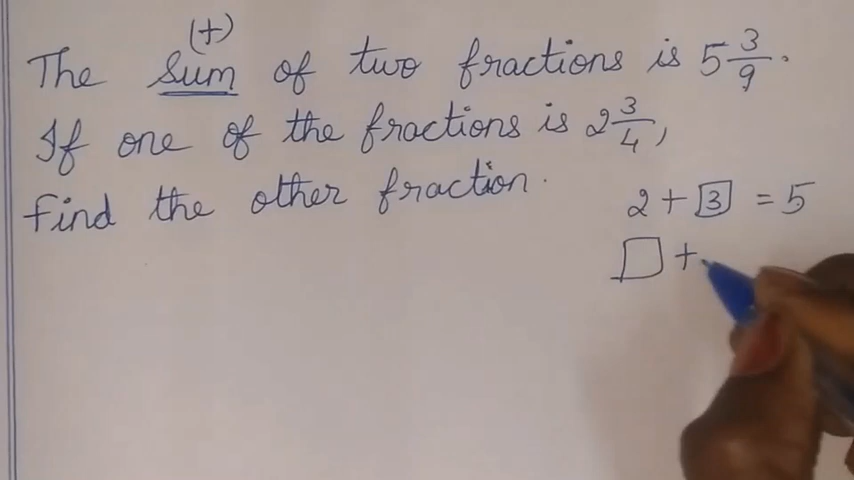 (+)
The Sum of two fractions is 5 3/9.
If one of the fractions is 2 3/4,
find the other fraction.
2 + 3 = 5
□ +